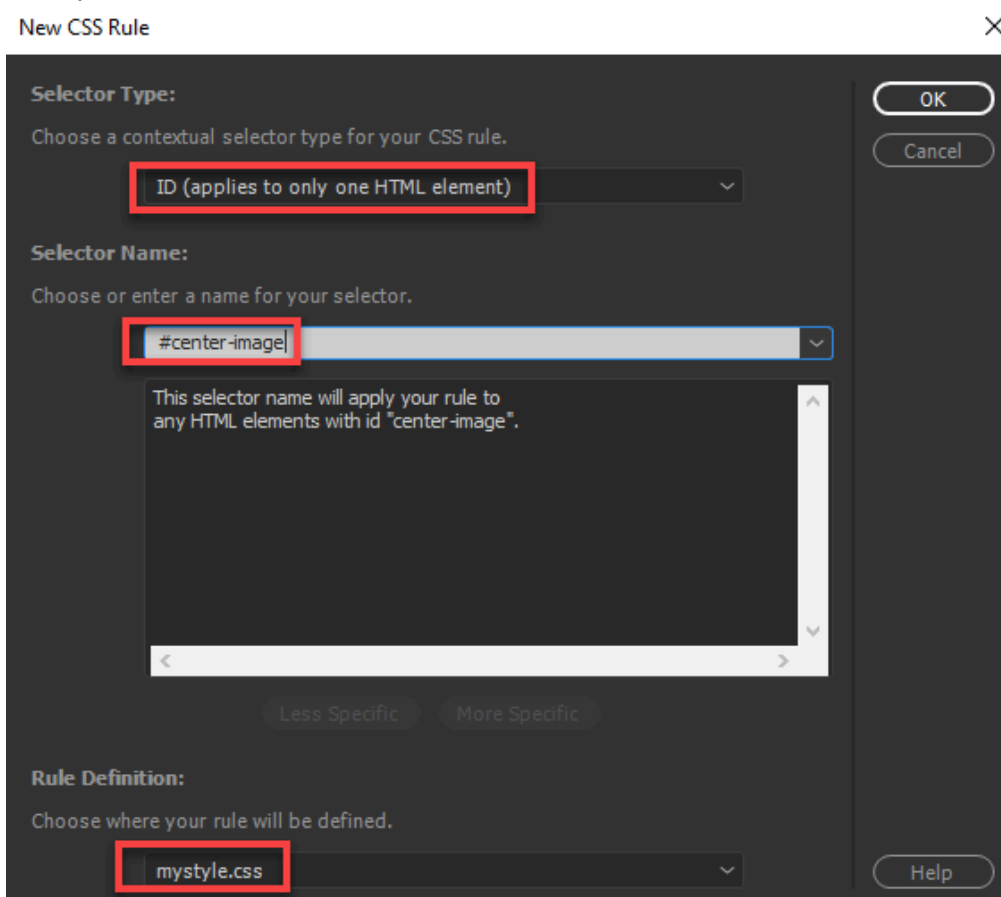 New CSS Rule
Selector Type:
OK
Choose a contextual selector type for your CSS rule.
Cancel
ID (applies to only one HTML element)
Selector Name:
Choose or enter a name for your selector.
#center-image
This selector name will apply your rule to
any HTML elements with id "center-image".
Less Specific More Specific
Rule Definition:
Choose where your rule will be defined.
mystyle.css
Help